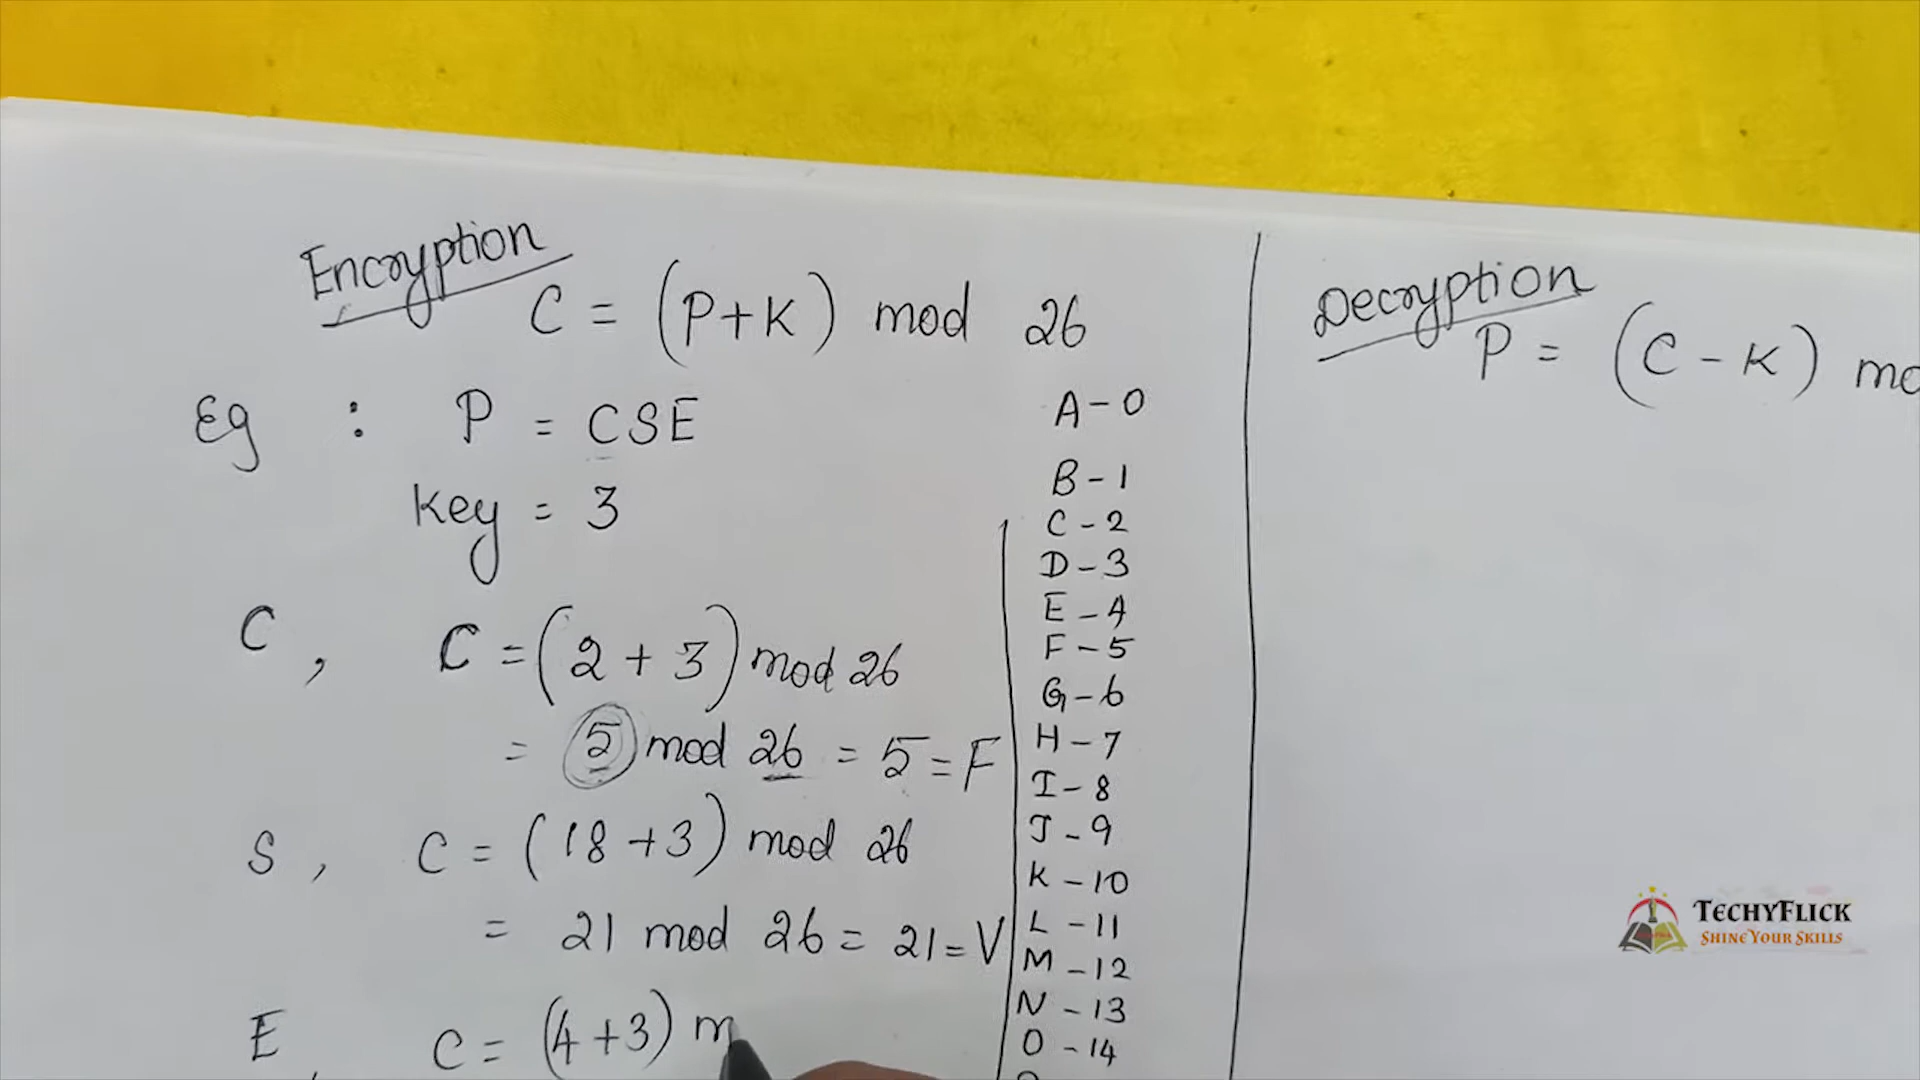 Encryption
C = (P+K) mod 26
Eg : P = CSE
Key = 3
C, C = (2 + 3) mod 26
= 5 mod 26 = 5 = F
S, C = (18 + 3) mod 26
= 21 mod 26 = 21 = V
E, C = (4 + 3) m
A - 0
B - 1
C - 2
D - 3
E - 4
F - 5
G - 6
H - 7
I - 8
J - 9
K - 10
L - 11
M - 12
N - 13
O - 14
Decryption
P = (C - K) mo
TECHYFLICK
SHINE YOUR SKILLS